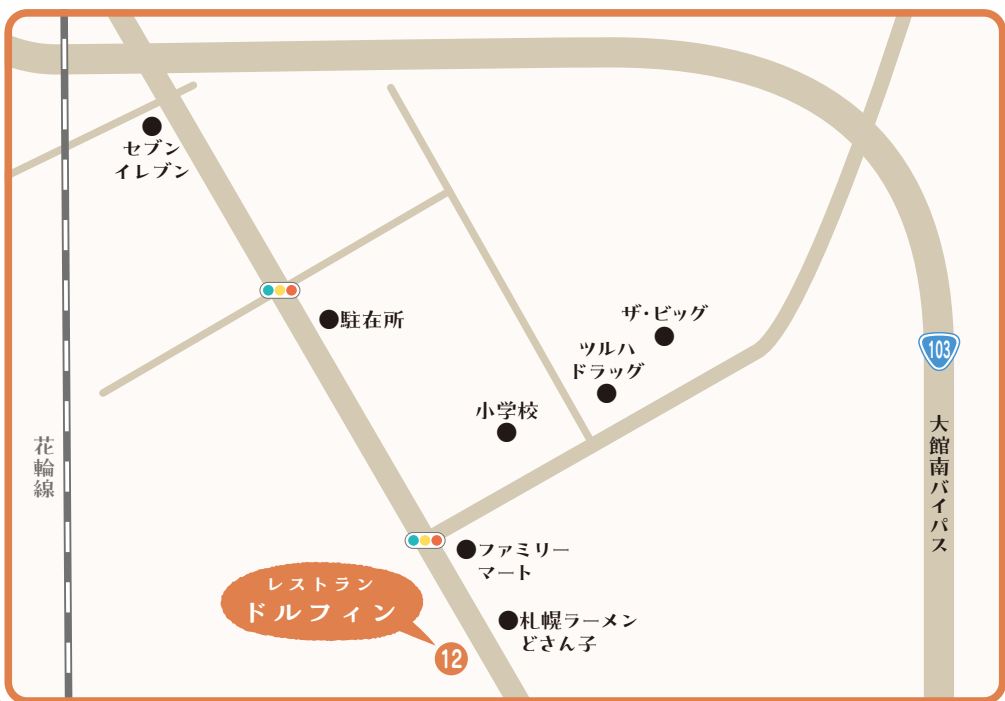 セブン
イレブン
駐在所
ザ・ビッグ
ツルハ
ドラッグ
103
小学校
大館南バイパス
花輪線
ファミリー
マート
レストラン
ドルフィン
札幌ラーメン
どさん子
12